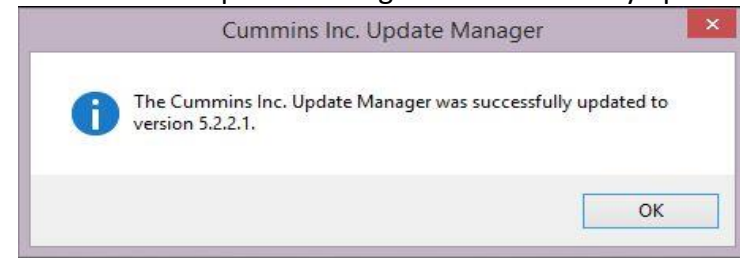 Cummins Inc. Update Manager
The Cummins Inc. Update Manager was successfully updated to
version 5.2.2.1.
OK